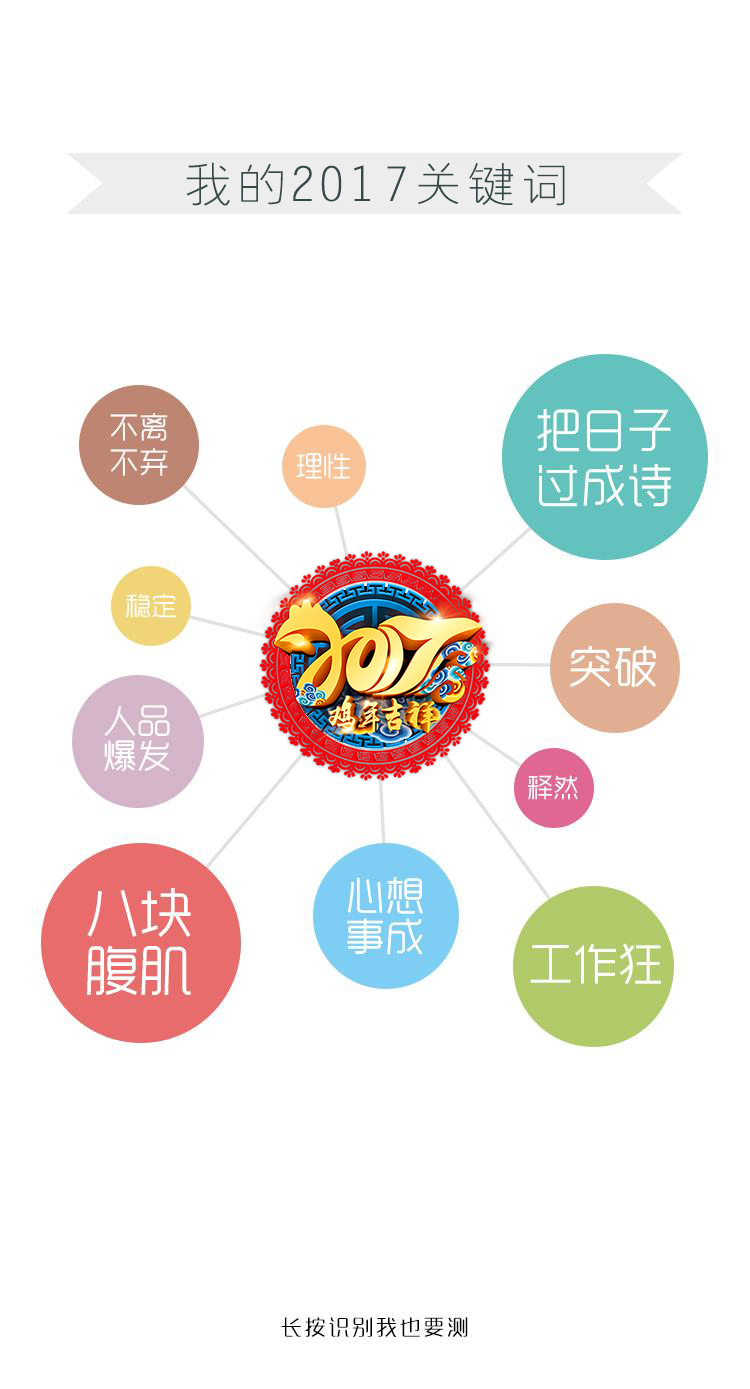 我的2017关键词
不离
不弃
理性
把日子
过成诗
稳定
2017
鸡年吉祥
突破
人品
爆发
释然
八块
腹肌
心想
事成
工作狂
长按识别我也要测